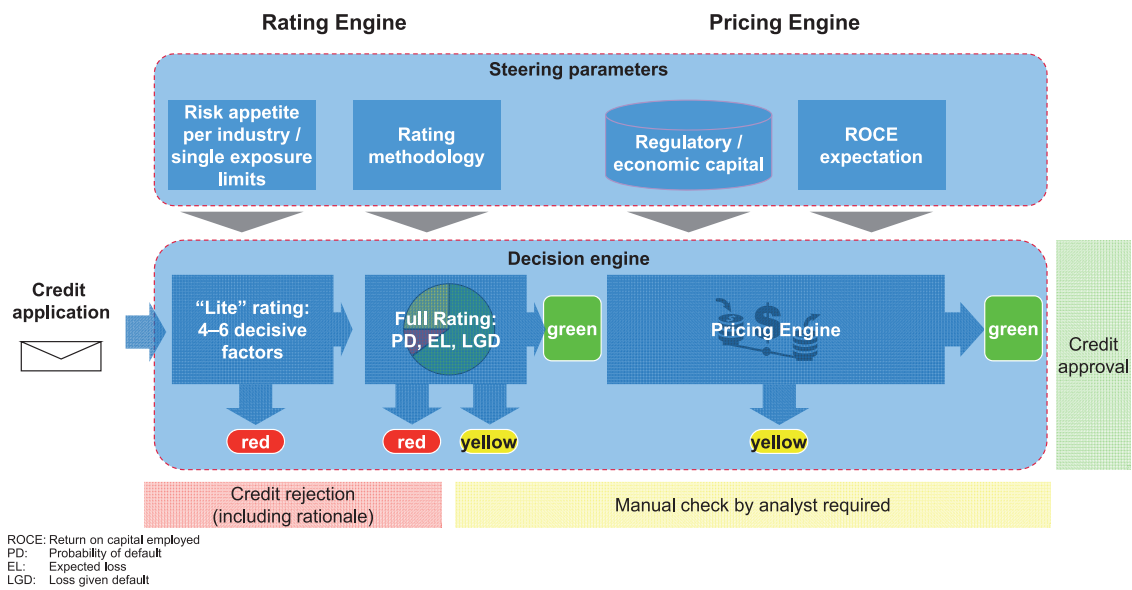 Rating Engine
Pricing Engine
Steering parameters
Risk appetite
per industry /
single exposure
limits
Rating
methodology
Regulatory /
economic capital
ROCE
expectation
Decision engine
Credit
application
“Lite” rating:
4–6 decisive
factors
Full Rating:
PD, EL, LGD
green
Pricing Engine
green
Credit
approval
red
red
yellow
yellow
Credit rejection
(including rationale)
Manual check by analyst required
ROCE: Return on capital employed
PD: Probability of default
EL: Expected loss
LGD: Loss given default